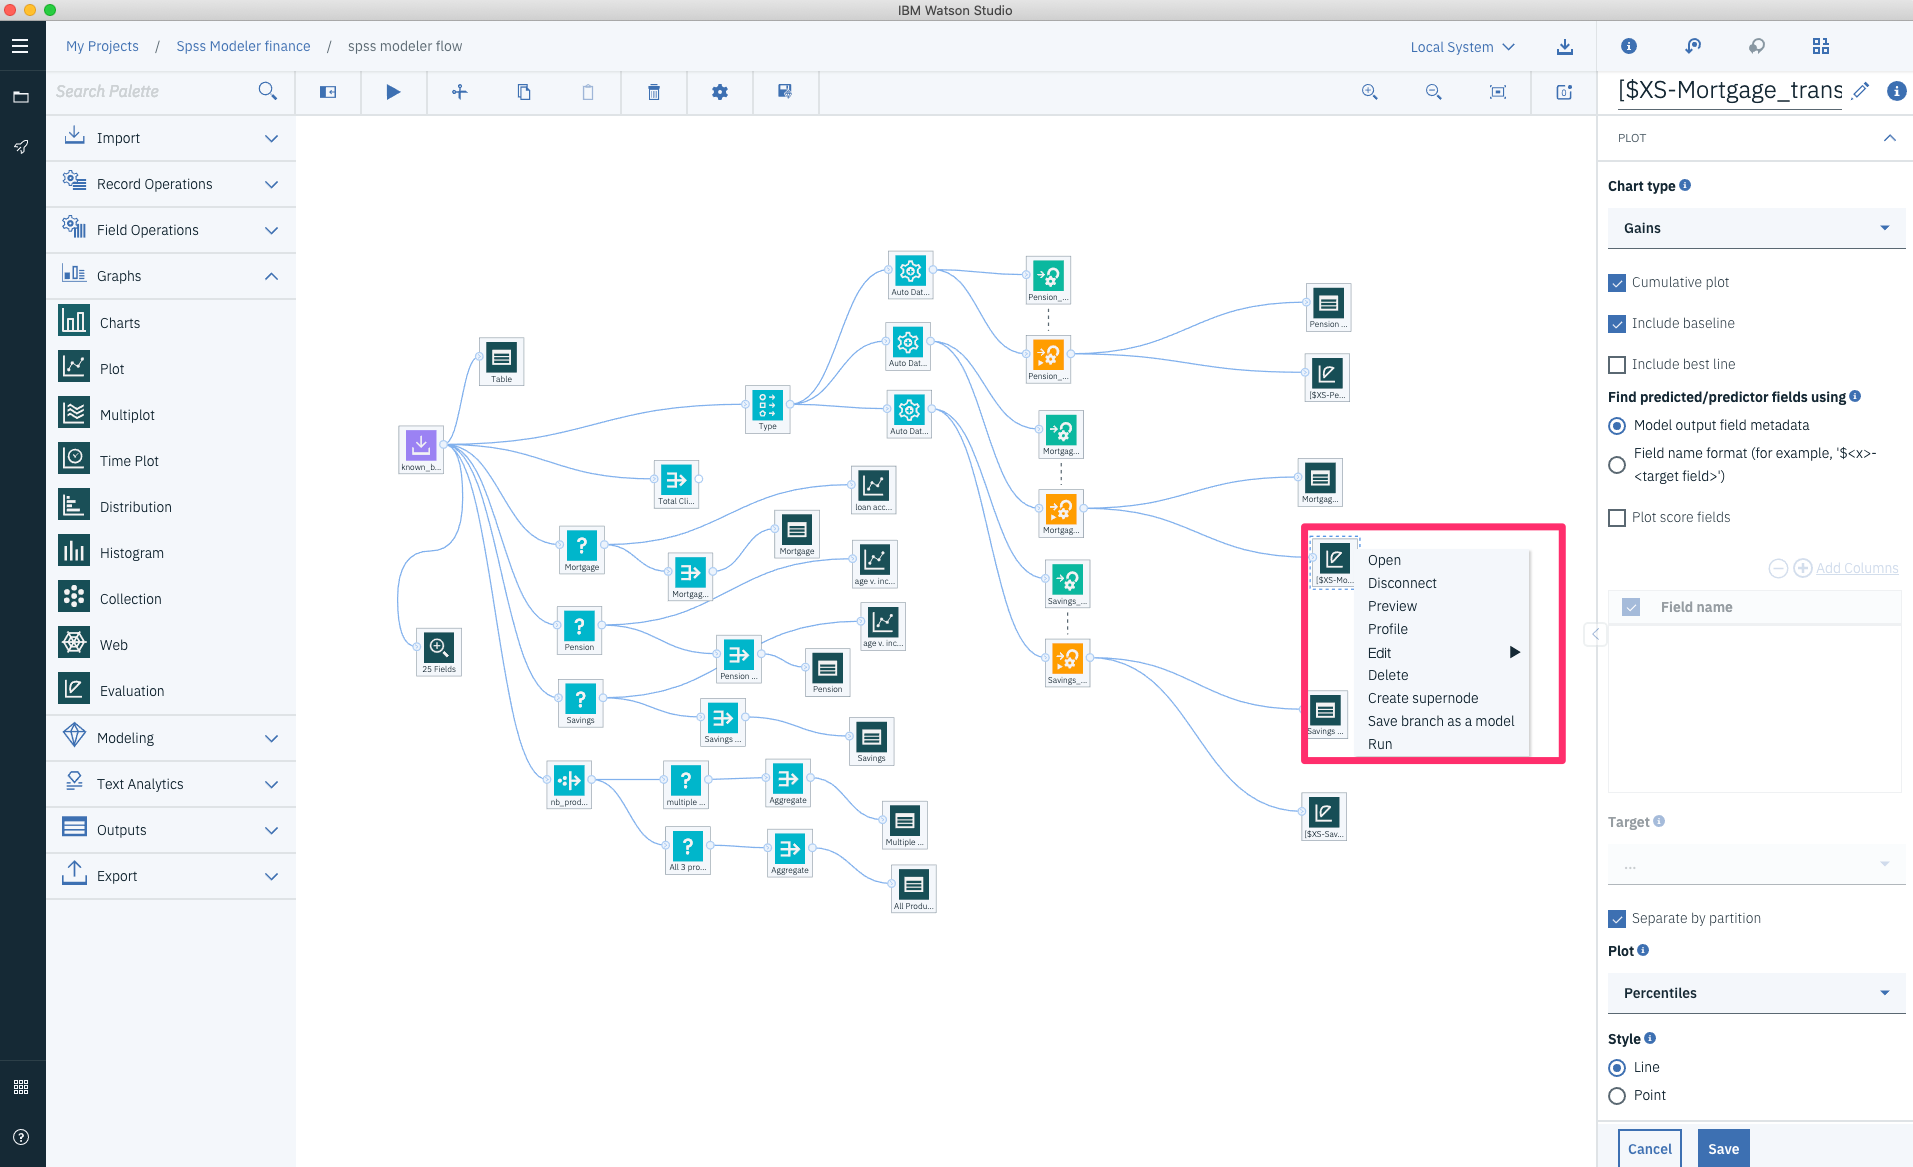 IBM Watson Studio
My Projects / Spss Modeler finance / spss modeler flow
Local System
Search Palette
[$XS-Mortgage_trans
Import
Record Operations
Field Operations
Graphs
Charts
Plot
Multiplot
Time Plot
Distribution
Histogram
Collection
Web
Evaluation
Modeling
Text Analytics
Outputs
Export
Table
known_b...
25 Fields
Type
Total Cli...
Auto Dat...
Auto Dat...
Auto Dat...
Pension_...
Pension_...
Pension ...
[$XS-Pe...
Mortgag...
Mortgag...
Mortgag...
[$XS-Mo...
Savings_...
Savings_...
Savings ...
[$XS-Sav...
loan acc...
Mortgage
Mortgag...
Mortgage
age v. inc...
Pension
Pension ...
Pension
age v. inc...
Savings
Savings ...
Savings
nb_prod...
multiple ...
Aggregate
Multiple ...
All 3 pro...
Aggregate
All Produ...
Open
Disconnect
Preview
Profile
Edit
Delete
Create supernode
Save branch as a model
Run
PLOT
Chart type
Gains
Cumulative plot
Include baseline
Include best line
Find predicted/predictor fields using
Model output field metadata
Field name format (for example, '$<x>-
<target field>')
Plot score fields
Add Columns
Field name
Target
...
Separate by partition
Plot
Percentiles
Style
Line
Point
Cancel
Save